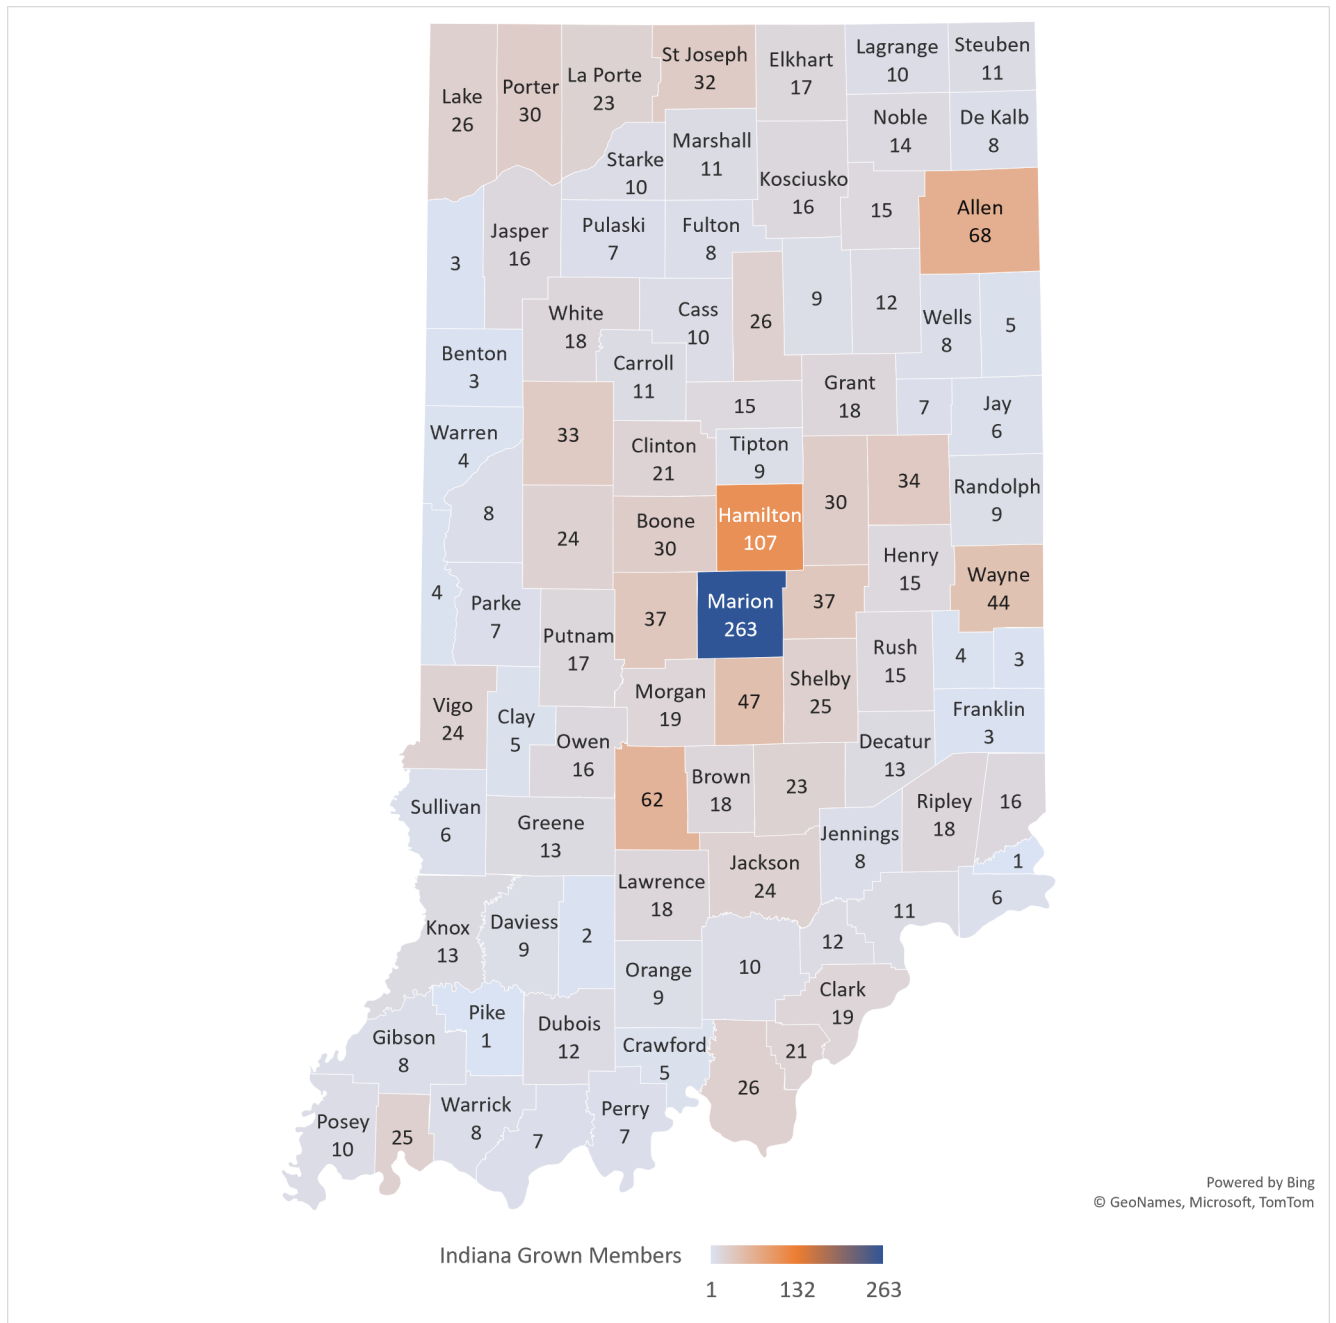 Lake
26
Porter
30
La Porte
23
St Joseph
32
Elkhart
17
Lagrange
10
Steuben
11
Starke
10
Marshall
11
Kosciusko
16
Noble
14
De Kalb
8
3
Jasper
16
Pulaski
7
Fulton
8
15
Allen
68
White
18
Cass
10
26
9
12
Wells
8
5
Benton
3
Carroll
11
15
Grant
18
7
Jay
6
Warren
4
33
Clinton
21
Tipton
9
30
34
Randolph
9
8
24
Boone
30
Hamilton
107
Henry
15
Wayne
44
4
Parke
7
Putnam
17
37
Marion
263
37
Rush
15
4
3
Vigo
24
Clay
5
Owen
16
Morgan
19
47
Shelby
25
Decatur
13
Franklin
3
Sullivan
6
Greene
13
62
Brown
18
23
Jennings
8
Ripley
18
16
1
6
Knox
13
Daviess
9
2
Lawrence
18
Jackson
24
12
11
Orange
9
10
Clark
19
Gibson
8
Pike
1
Dubois
12
Crawford
5
26
21
Posey
10
25
Warrick
8
7
Perry
7
Powered by Bing
© GeoNames, Microsoft, TomTom
Indiana Grown Members
1 132 263